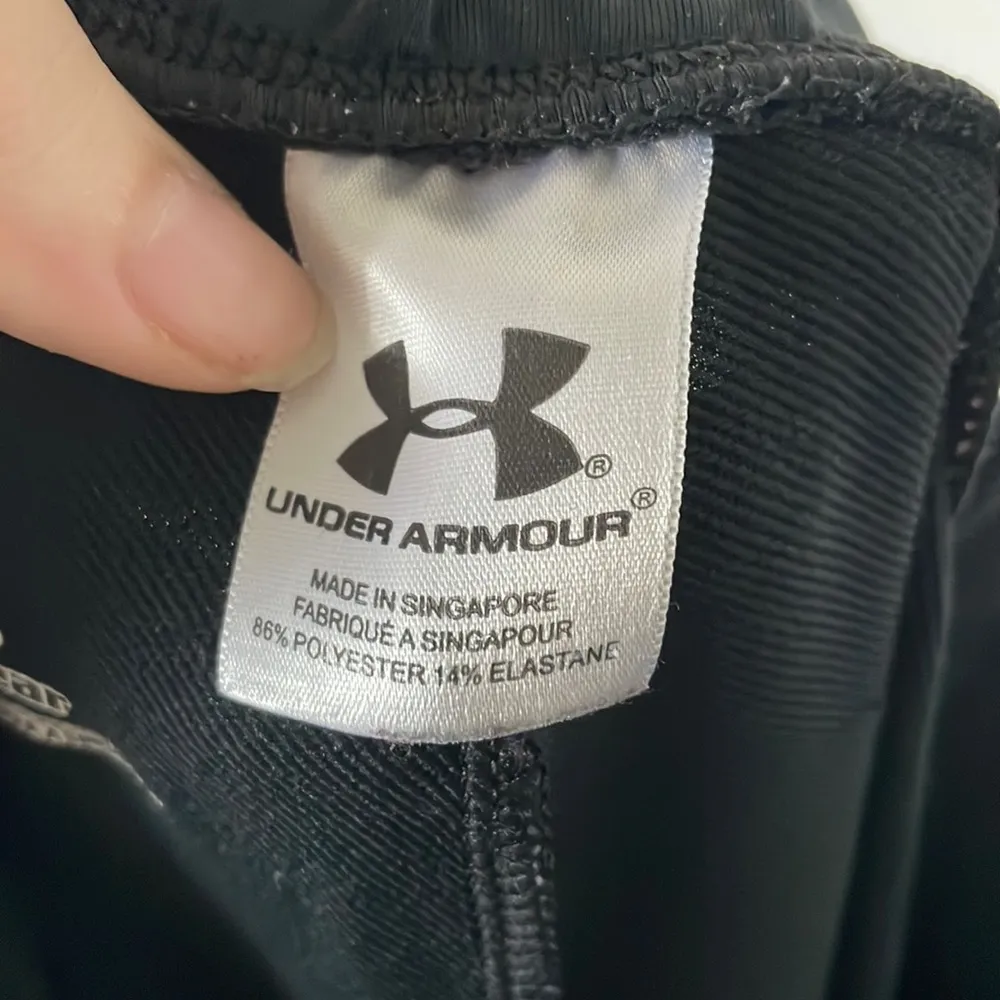 ®
UNDER ARMOUR®
MADE IN SINGAPORE
FABRIQUÉ A SINGAPOUR
86% POLYESTER 14% ELASTANE